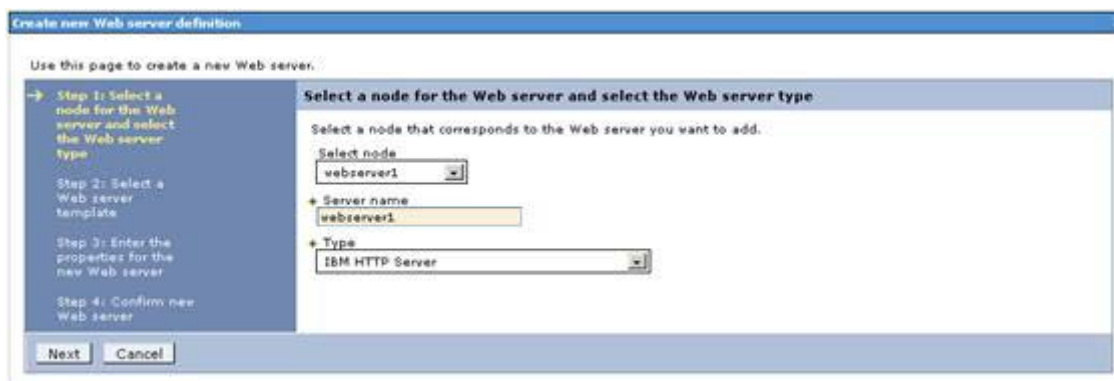 Create new Web server definition
Use this page to create a new Web server.
Step 1: Select a
node for the Web
server and select
the Web server
type
Step 2: Select a
Web server
template
Step 3: Enter the
properties for the
new Web server
Step 4: Confirm new
Web server
Select a node for the Web server and select the Web server type
Select a node that corresponds to the Web server you want to add.
Select node
webserver1
Server name
webserver1
Type
IBM HTTP Server
Next
Cancel